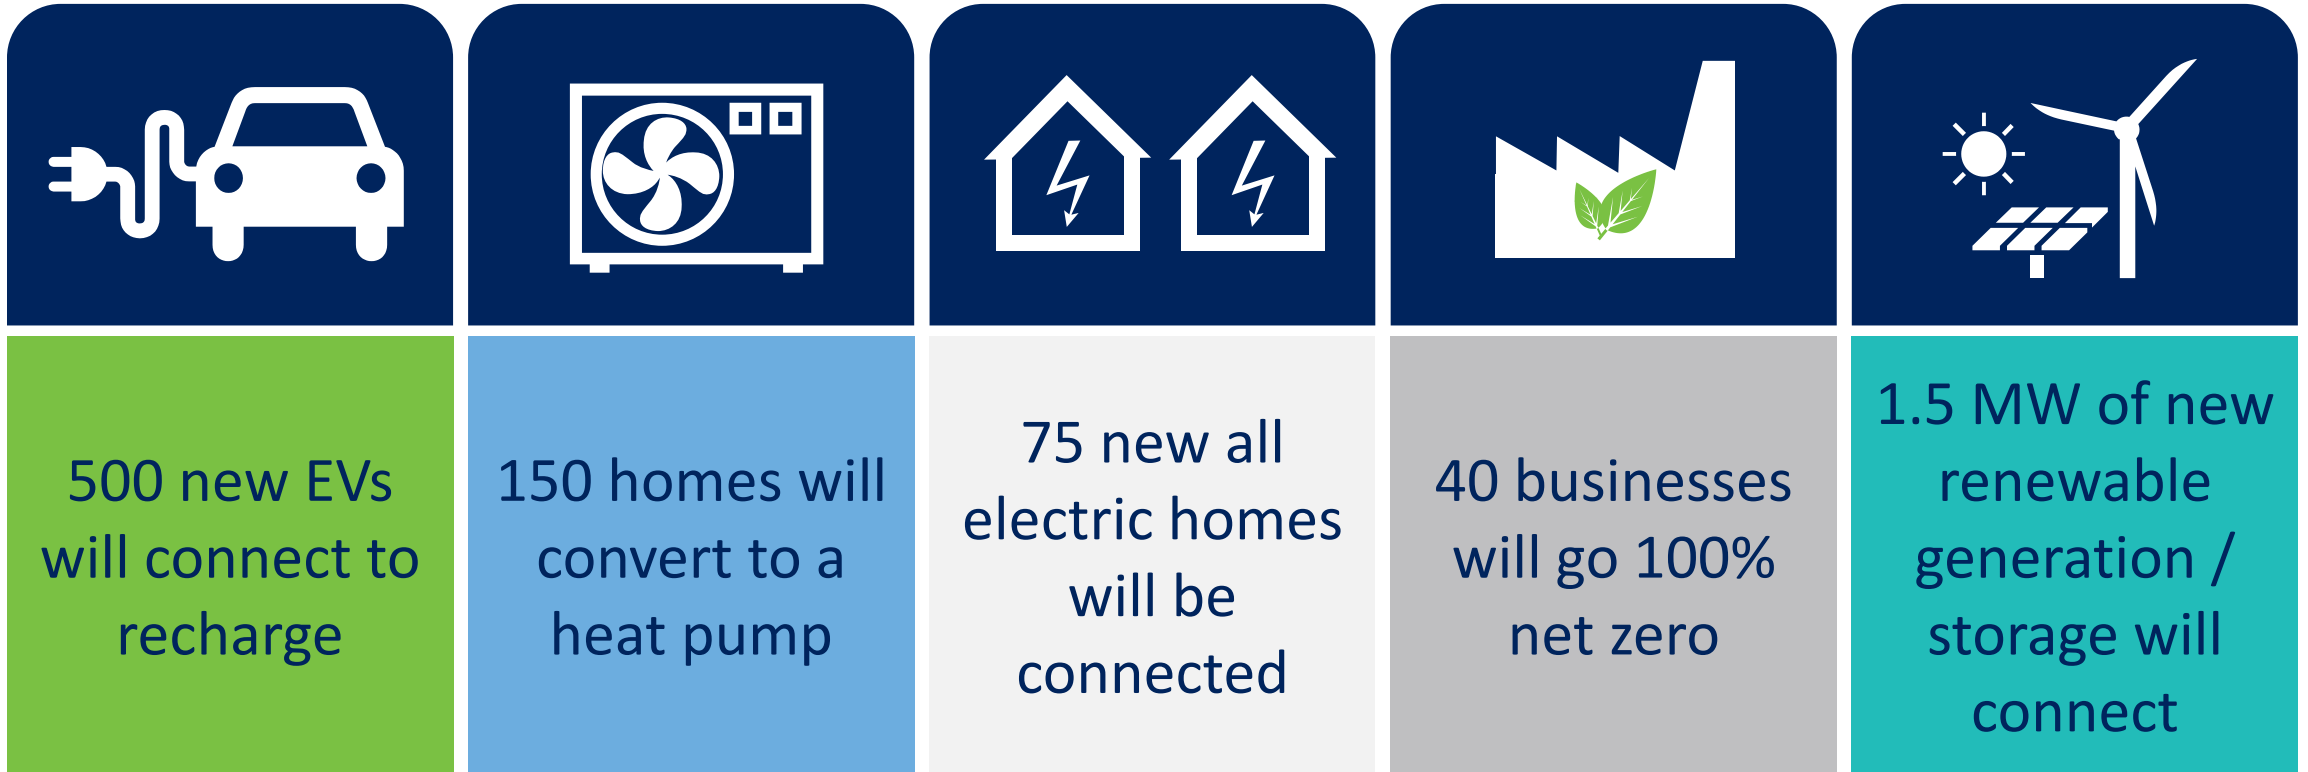 500 new EVs
will connect to
recharge
150 homes will
convert to a
heat pump
75 new all
electric homes
will be
connected
40 businesses
will go 100%
net zero
1.5 MW of new
renewable
generation /
storage will
connect